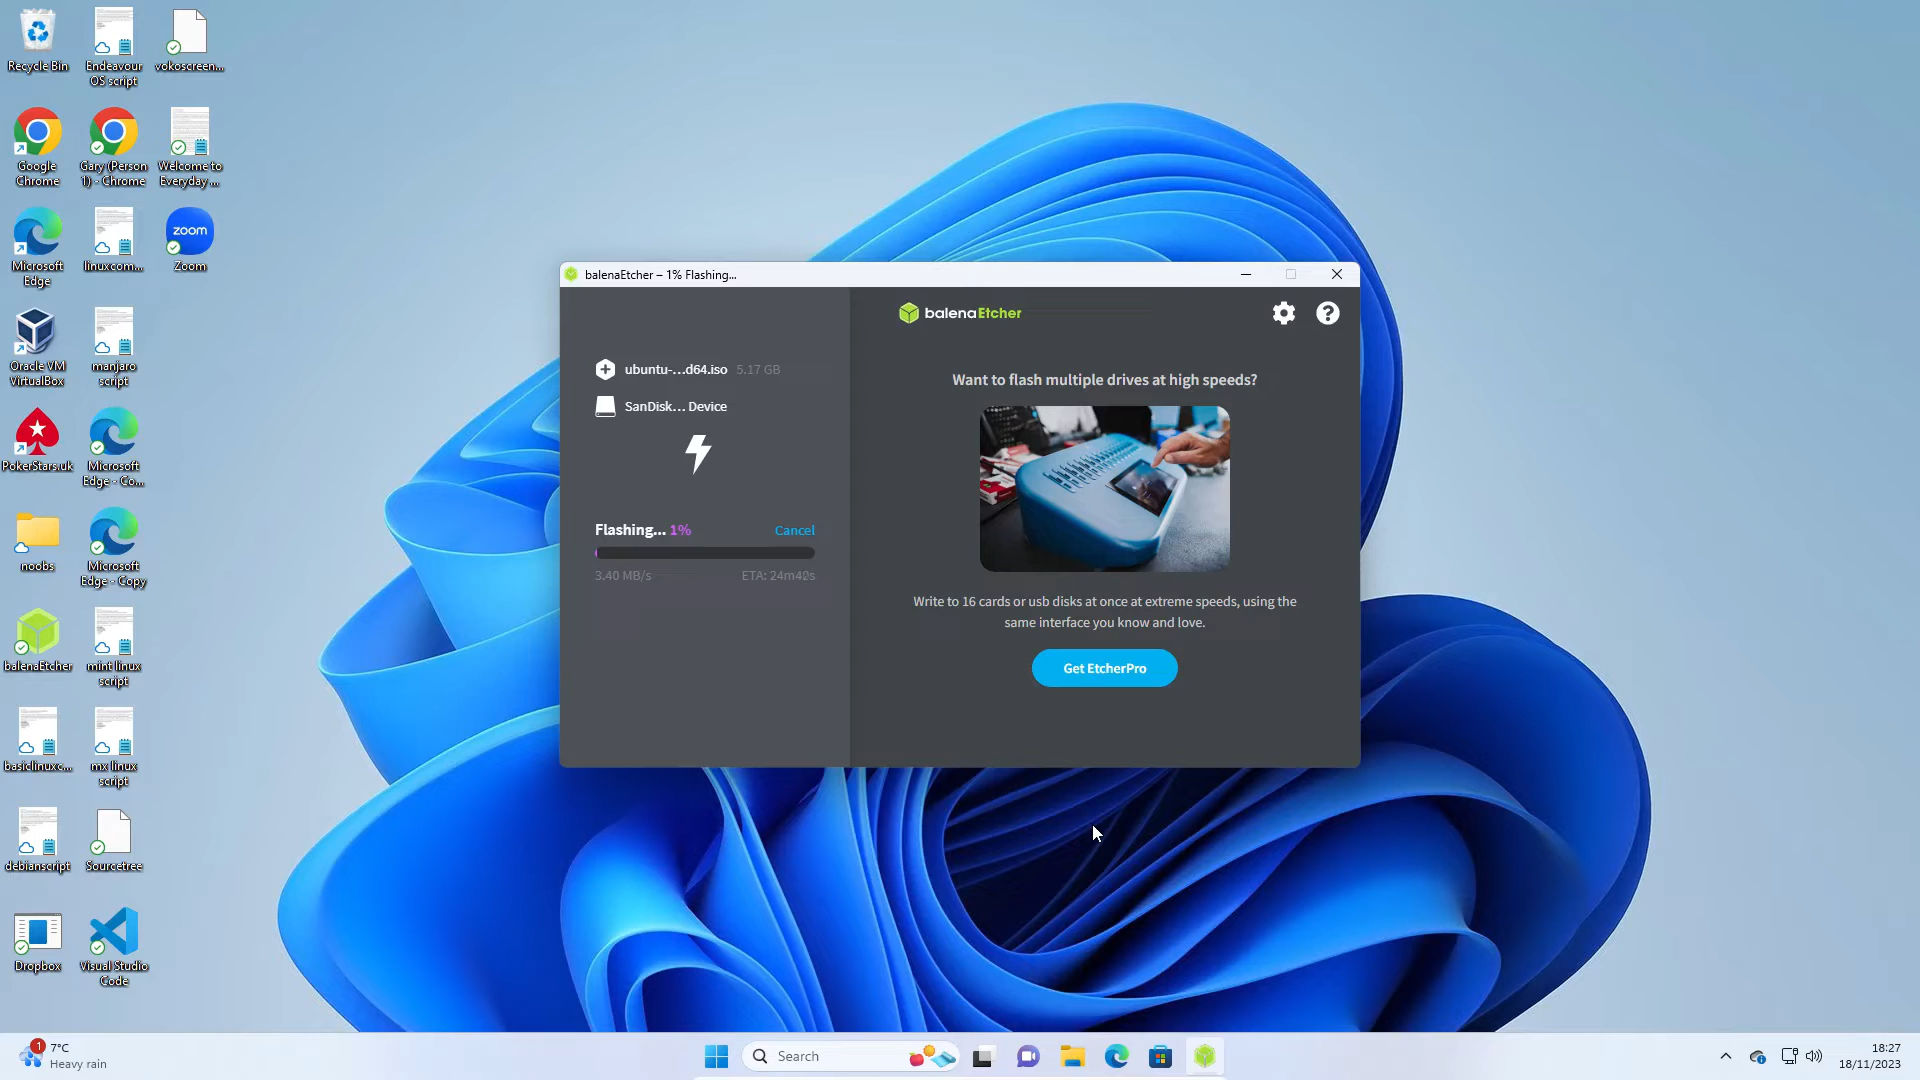 Recycle Bin
Endeavour
OS script
vokoscreen...
Google
Chrome
Gary (Person
1) - Chrome
Welcome to
Everyday ...
Microsoft
Edge
linuxcom...
zoom
Zoom
Oracle VM
VirtualBox
manjaro
script
PokerStars.uk
Microsoft
Edge - Co...
noobs
Microsoft
Edge - Copy
balenaEtcher
mint linux
script
basiclinuxc...
mx linux
script
debianscript
Sourcetree
Dropbox
Visual Studio
Code
balenaEtcher – 1% Flashing...
balenaEtcher
ubuntu-...d64.iso 5.17 GB
SanDisk... Device
Flashing... 1% Cancel
3.40 MB/s ETA: 24m42s
Want to flash multiple drives at high speeds?
Write to 16 cards or usb disks at once at extreme speeds, using the
same interface you know and love.
Get EtcherPro
1
7°C
Heavy rain
Search
18:27
18/11/2023